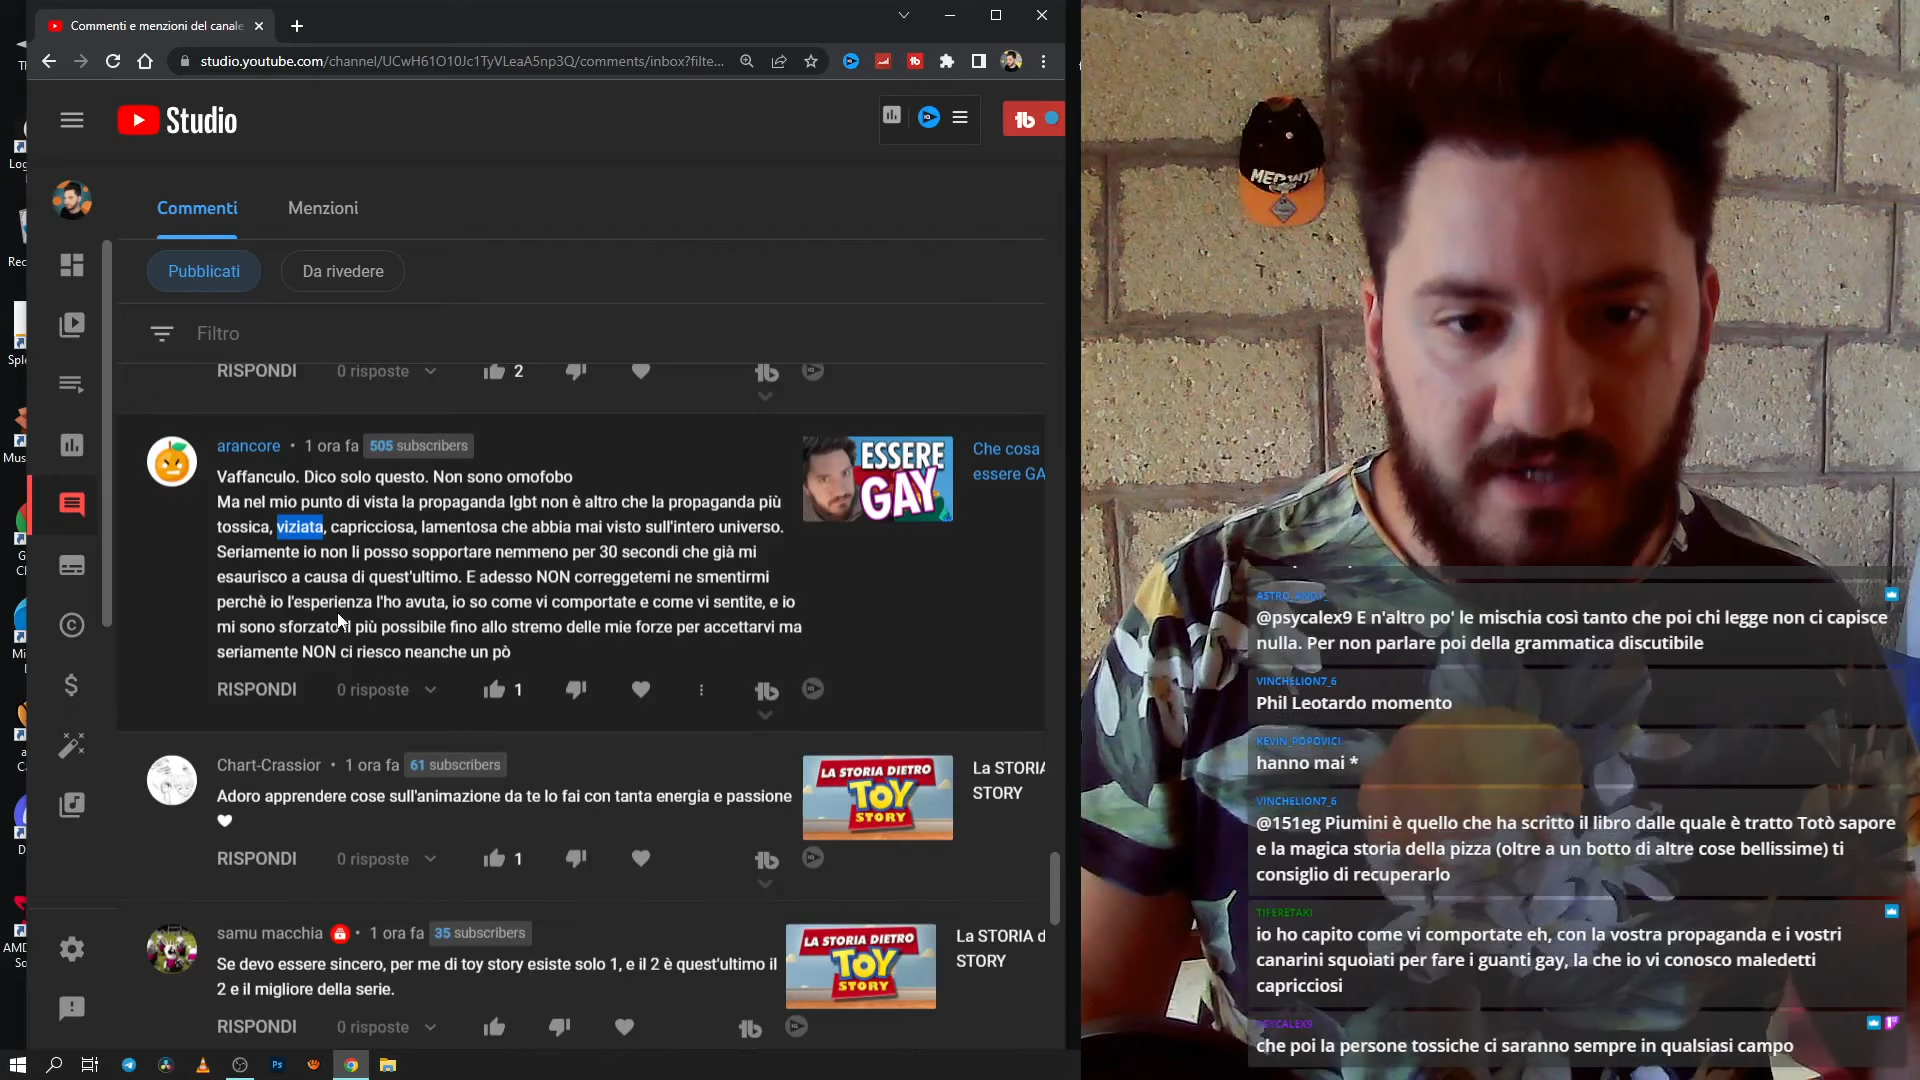 Commenti e menzioni del canale
studio.youtube.com/channel/UCwH61O10Jc1TyVLeaA5np3Q/comments/inbox?filte...
Studio
Commenti
Menzioni
Pubblicati
Da rivedere
Filtro
RISPONDI 0 risposte 2
arancore • 1 ora fa 505 subscribers
Vaffanculo. Dico solo questo. Non sono omofobo
Ma nel mio punto di vista la propaganda lgbt non è altro che la propaganda più
tossica, viziata, capricciosa, lamentosa che abbia mai visto sull'intero universo.
Seriamente io non li posso sopportare nemmeno per 30 secondi che già mi
esaurisco a causa di quest'ultimo. E adesso NON correggetemi ne smentirmi
perchè io l'esperienza l'ho avuta, io so come vi comportate e come vi sentite, e io
mi sono sforzato il più possibile fino allo stremo delle mie forze per accettarvi ma
seriamente NON ci riesco neanche un pò
RISPONDI 0 risposte 1
ESSERE
GAY
Che cosa
essere GA
Chart-Crassior • 1 ora fa 61 subscribers
Adoro apprendere cose sull'animazione da te lo fai con tanta energia e passione
RISPONDI 0 risposte 1
LA STORIA DIETRO
TOY
STORY
La STORIA
STORY
samu macchia • 1 ora fa 35 subscribers
Se devo essere sincero, per me di toy story esiste solo 1, e il 2 è quest'ultimo il
2 e il migliore della serie.
RISPONDI 0 risposte
LA STORIA DIETRO
TOY
STORY
La STORIA d
STORY
@psycalex9 E n'altro po' le mischia così tanto che poi chi legge non ci capisce
nulla. Per non parlare poi della grammatica discutibile
VINCHELION7_6
Phil Leotardo momento
KEVIN_POPOVICI
hanno mai *
VINCHELION7_6
@151eg Piumini è quello che ha scritto il libro dalle quale è tratto Totò sapore
e la magica storia della pizza (oltre a un botto di altre cose bellissime) ti
consiglio di recuperarlo
TIFERETAKI
io ho capito come vi comportate eh, con la vostra propaganda e i vostri
canarini squoiati per fare i guanti gay, la che io vi conosco maledetti
capricciosi
PSYCALEX9
che poi la persone tossiche ci saranno sempre in qualsiasi campo